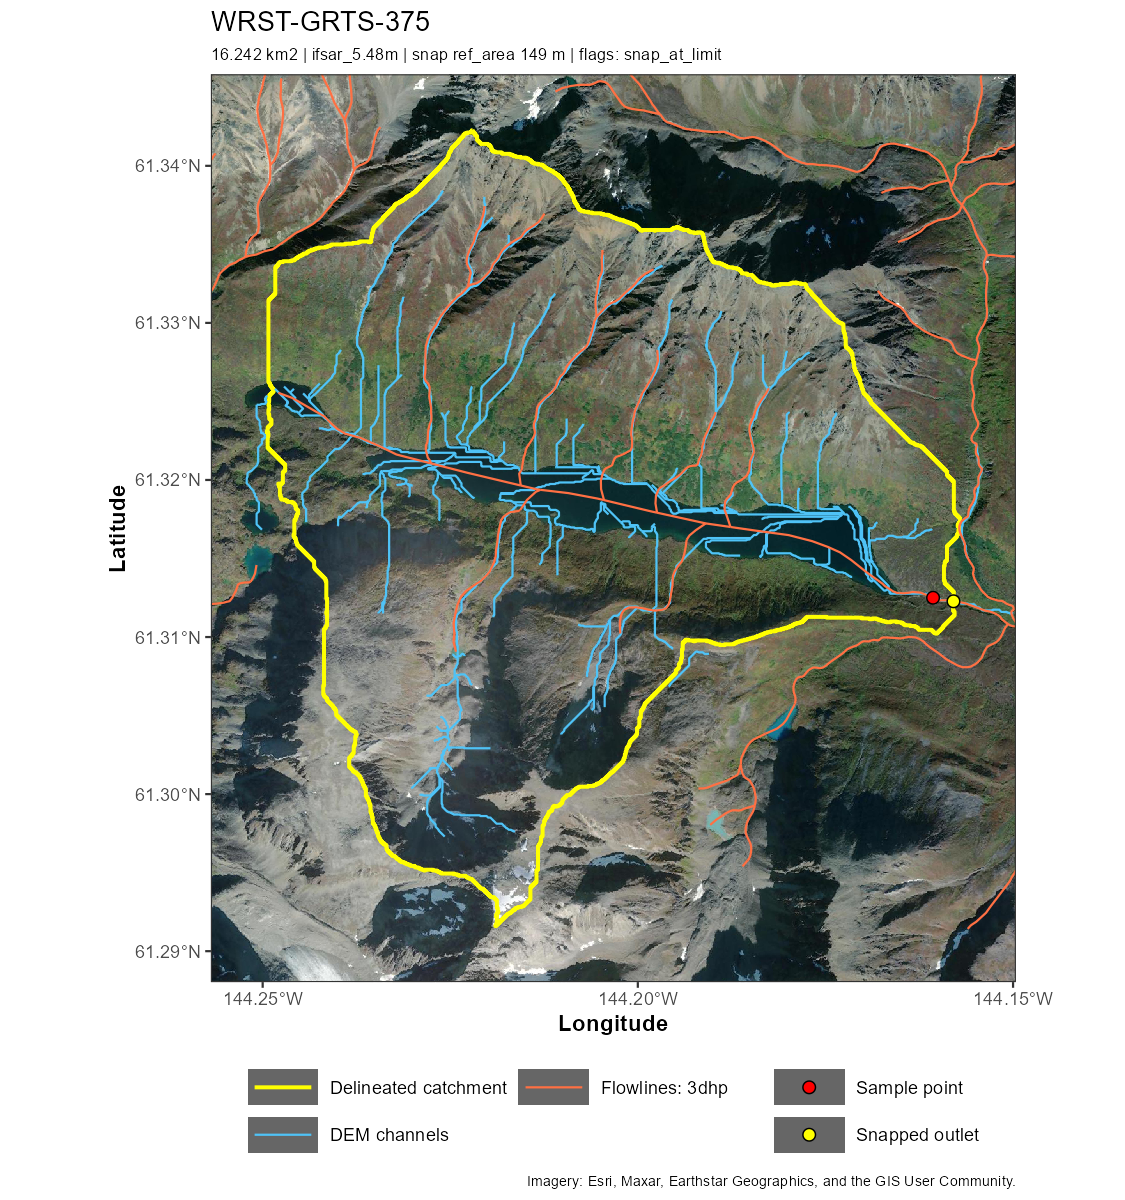 WRST-GRTS-375
16.242 km2 | ifsar_5.48m | snap ref_area 149 m | flags: snap_at_limit
61.34°N
61.33°N
61.32°N
61.31°N
61.30°N
61.29°N
Latitude
144.25°W
144.20°W
144.15°W
Longitude
Delineated catchment
Flowlines: 3dhp
Sample point
DEM channels
Snapped outlet
Imagery: Esri, Maxar, Earthstar Geographics, and the GIS User Community.